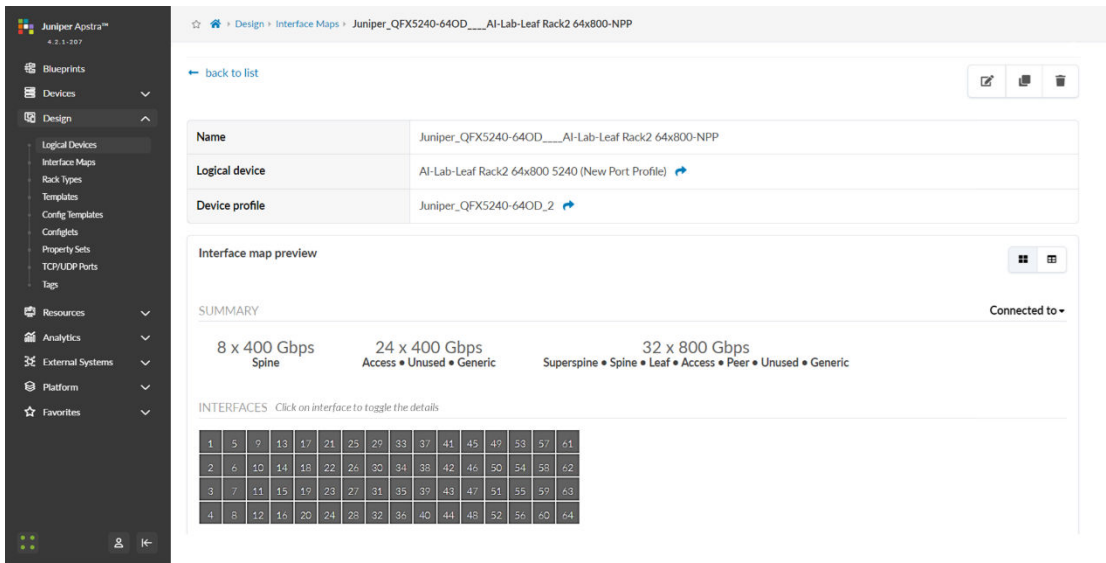 Juniper Apstra™
4.2.1-207
Blueprints
Devices
Design
Logical Devices
Interface Maps
Rack Types
Templates
Config Templates
Configlets
Property Sets
TCP/UDP Ports
Tags
Resources
Analytics
External Systems
Platform
Favorites
Design › Interface Maps › Juniper_QFX5240-64OD____AI-Lab-Leaf Rack2 64x800-NPP
← back to list
Name Juniper_QFX5240-64OD____AI-Lab-Leaf Rack2 64x800-NPP
Logical device AI-Lab-Leaf Rack2 64x800 5240 (New Port Profile)
Device profile Juniper_QFX5240-64OD_2
Interface map preview
SUMMARY Connected to
8 x 400 Gbps 24 x 400 Gbps 32 x 800 Gbps
Spine Access • Unused • Generic Superspine • Spine • Leaf • Access • Peer • Unused • Generic
INTERFACES Click on interface to toggle the details
1 5 9 13 17 21 25 29 33 37 41 45 49 53 57 61
2 6 10 14 18 22 26 30 34 38 42 46 50 54 58 62
3 7 11 15 19 23 27 31 35 39 43 47 51 55 59 63
4 8 12 16 20 24 28 32 36 40 44 48 52 56 60 64